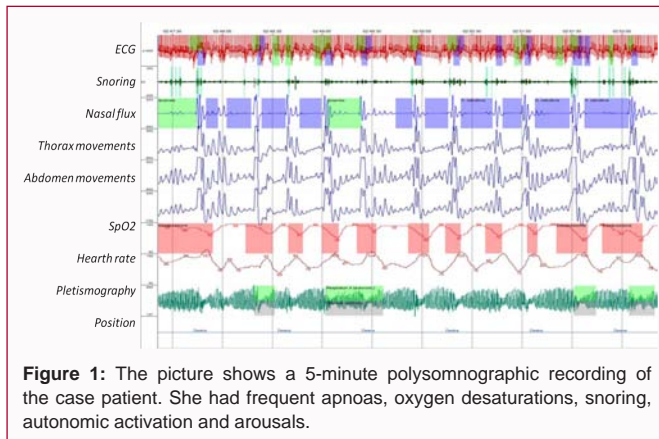 ECG
Snoring
Nasal flux
Thorax movements
Abdomen movements
SpO2
Hearth rate
Pletismography
Position
Figure 1: The picture shows a 5-minute polysomnographic recording of
the case patient. She had frequent apnoas, oxygen desaturations, snoring,
autonomic activation and arousals.